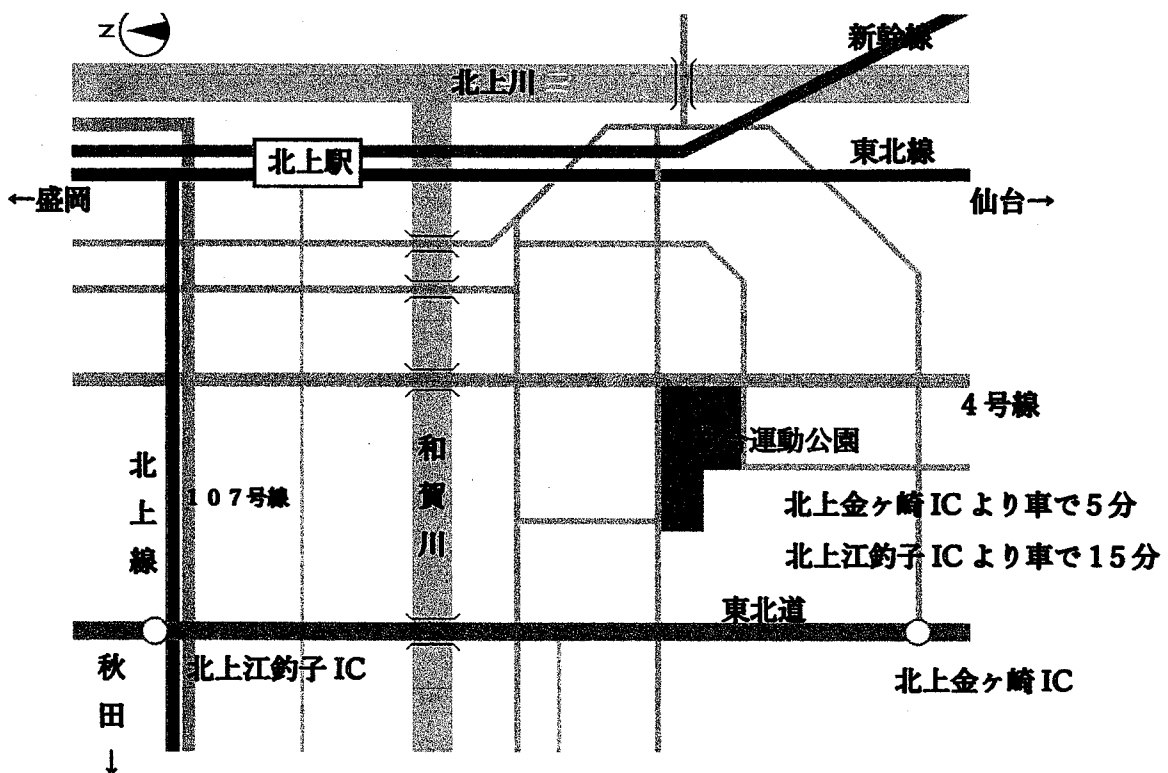 N
新幹線
北上川
北上駅
東北線
←盛岡
仙台→
4号線
運動公園
北上線
107号線
和賀川
北上金ヶ崎ICより車で5分
北上江釣子ICより車で15分
東北道
秋田↓
北上江釣子IC
北上金ヶ崎IC